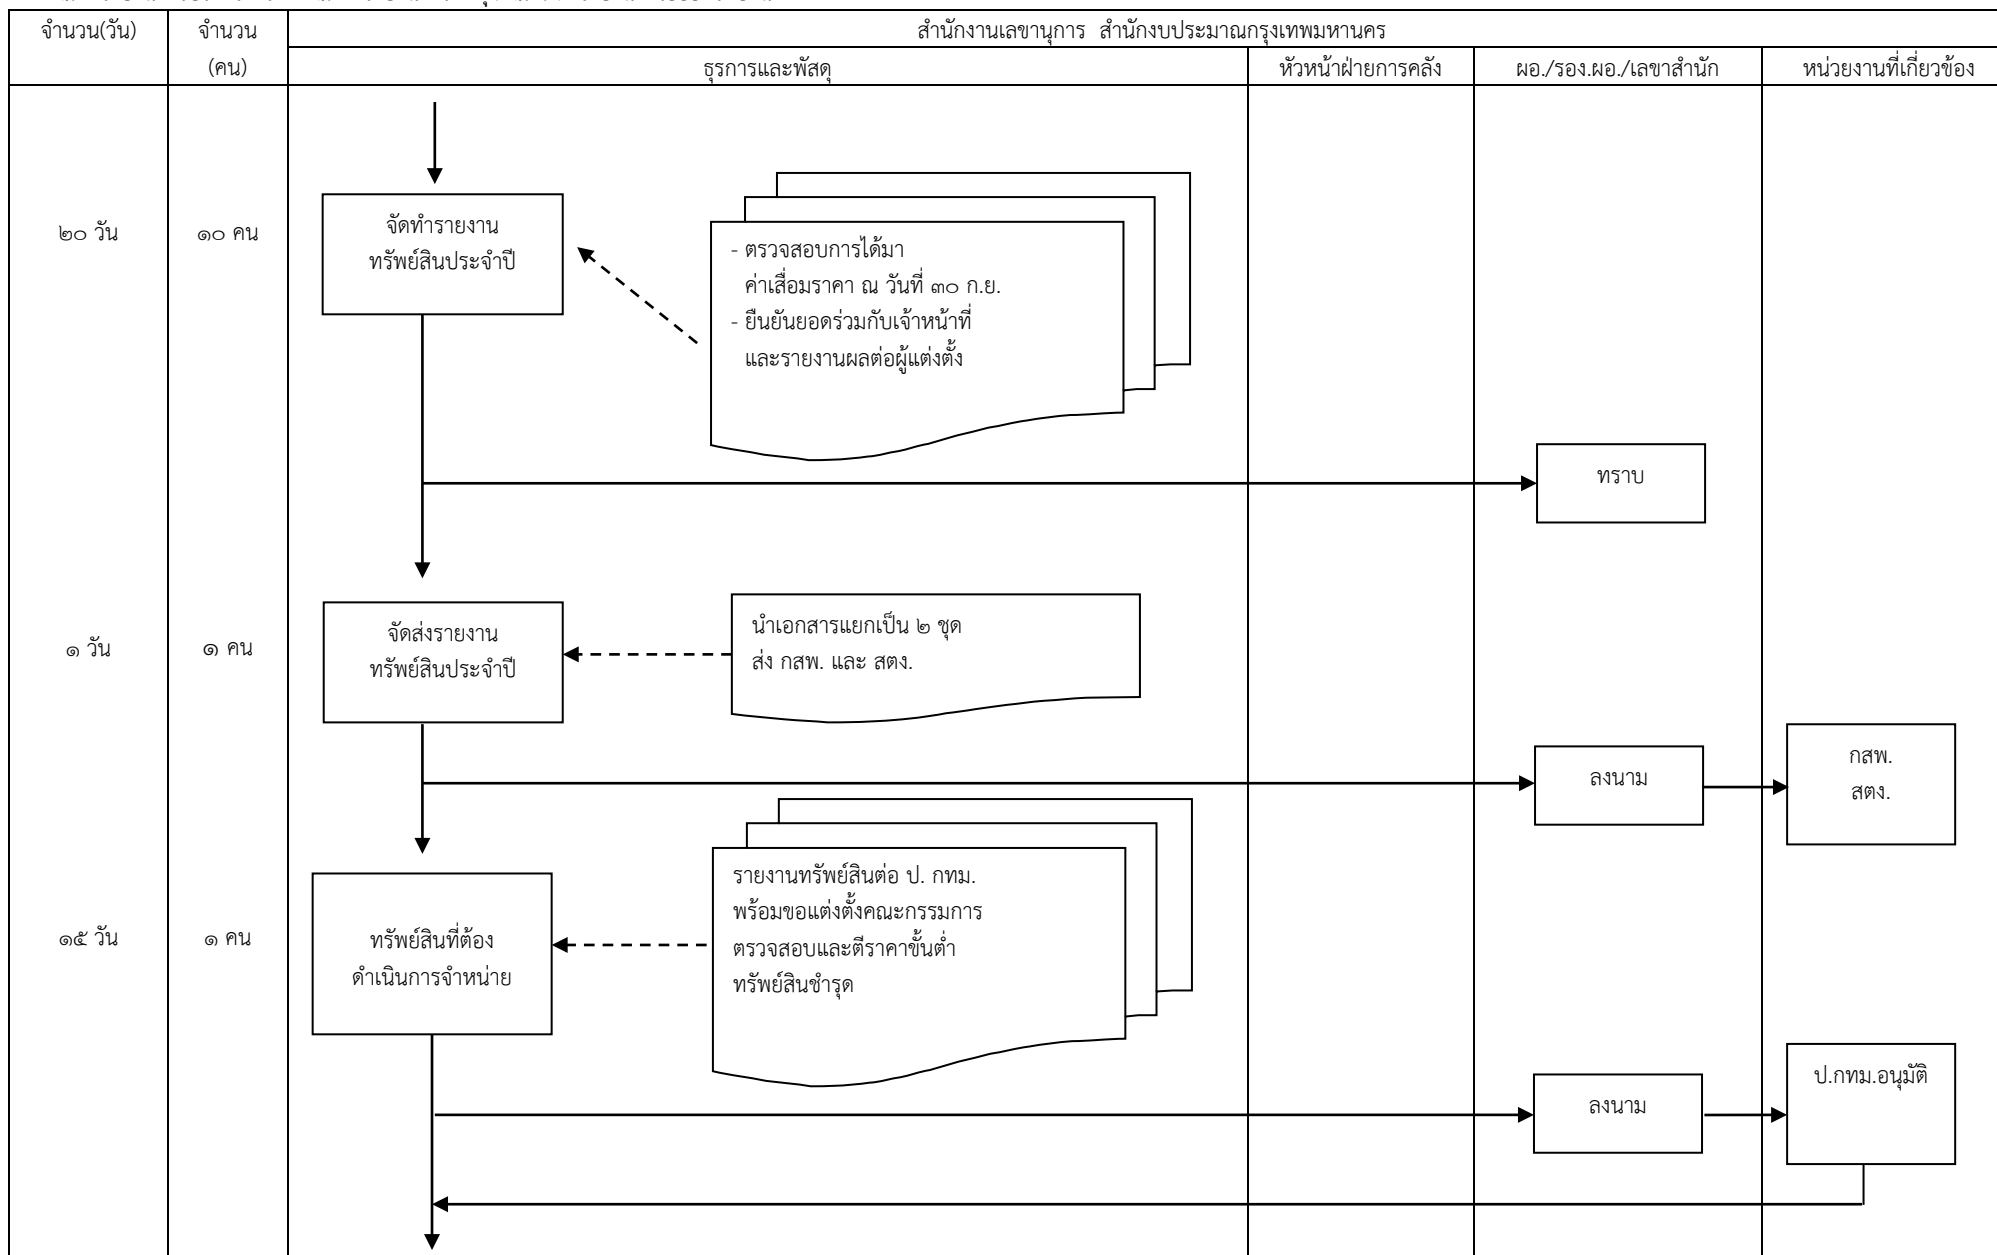 จำนวน(วัน)
จำนวน
(คน)
สำนักงานเลขานุการ สำนักงบประมาณกรุงเทพมหานคร
ธุรการและพัสดุ
หัวหน้าฝ่ายการคลัง
ผอ./รอง.ผอ./เลขาสำนัก
หน่วยงานที่เกี่ยวข้อง
๒๐ วัน
๑๐ คน
จัดทำรายงาน
ทรัพย์สินประจำปี
- ตรวจสอบการได้มา
ค่าเสื่อมราคา ณ วันที่ ๓๐ ก.ย.
- ยืนยันยอดร่วมกับเจ้าหน้าที่
และรายงานผลต่อผู้แต่งตั้ง
ทราบ
๑ วัน
๑ คน
จัดส่งรายงาน
ทรัพย์สินประจำปี
นำเอกสารแยกเป็น ๒ ชุด
ส่ง กสพ. และ สตง.
ลงนาม
กสพ.
สตง.
๑๕ วัน
๑ คน
ทรัพย์สินที่ต้อง
ดำเนินการจำหน่าย
รายงานทรัพย์สินต่อ ป. กทม.
พร้อมขอแต่งตั้งคณะกรรมการ
ตรวจสอบและตีราคาขั้นต่ำ
ทรัพย์สินชำรุด
ลงนาม
ป.กทม.อนุมัติ